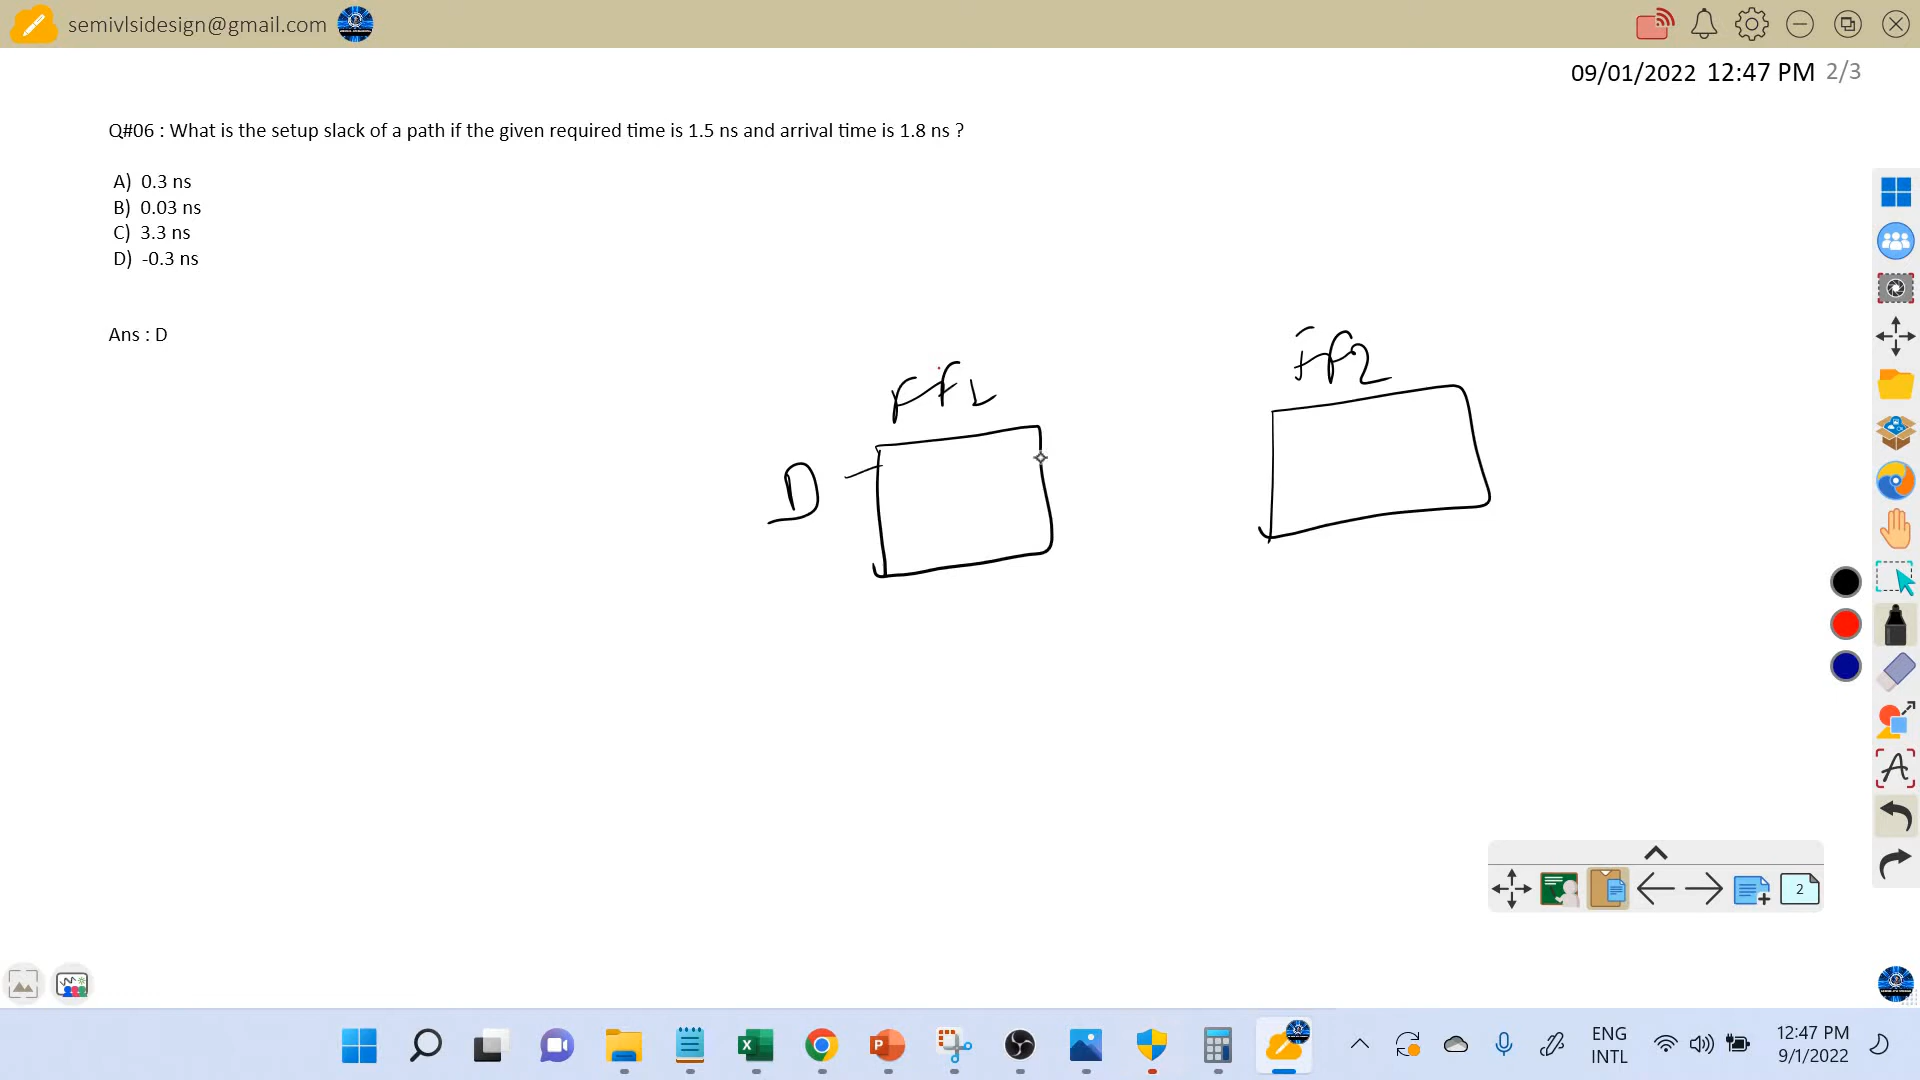 semivlsidesign@gmail.com
09/01/2022 12:47 PM 2/3
Q#06 : What is the setup slack of a path if the given required time is 1.5 ns and arrival time is 1.8 ns ?
A) 0.3 ns
B) 0.03 ns
C) 3.3 ns
D) -0.3 ns
Ans : D
FF1
FF2
D
2
ENG
INTL
12:47 PM
9/1/2022